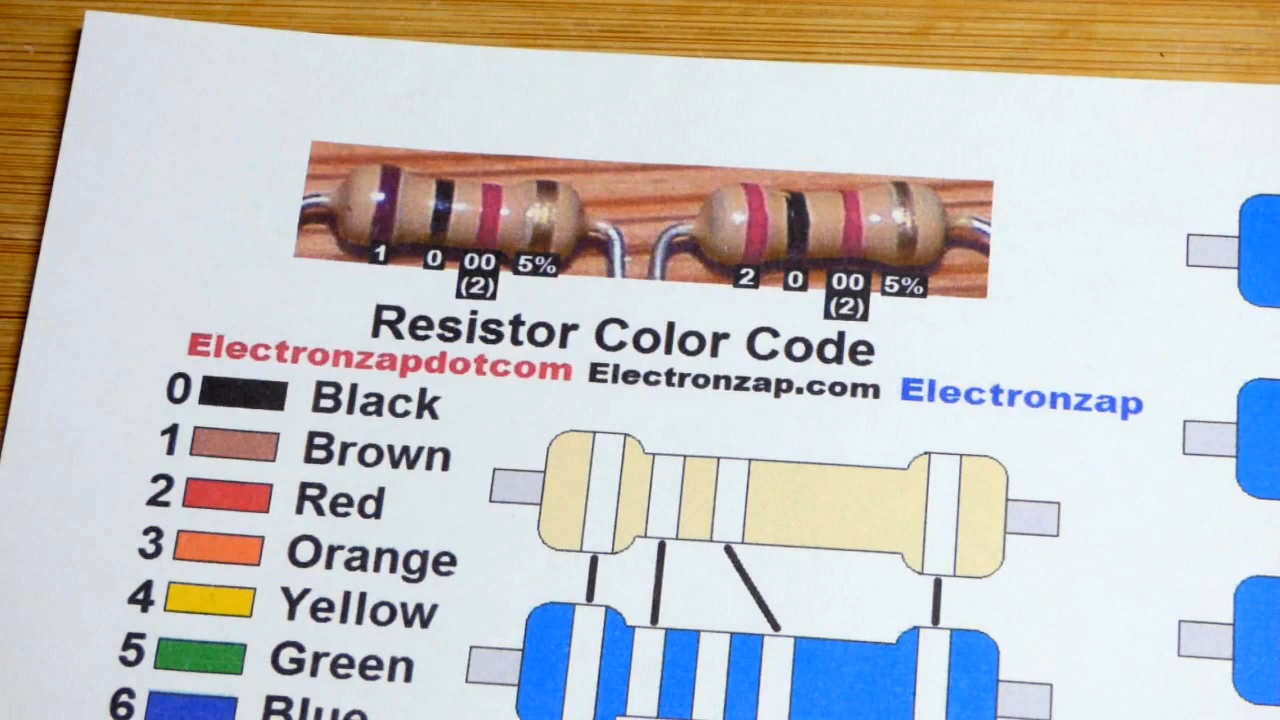 1 0 00 5% 2 0 00 5%
(2) (2)
Resistor Color Code
Electronzapdotcom Electronzap.com Electronzap
0 Black
1 Brown
2 Red
3 Orange
4 Yellow
5 Green
6 Blue